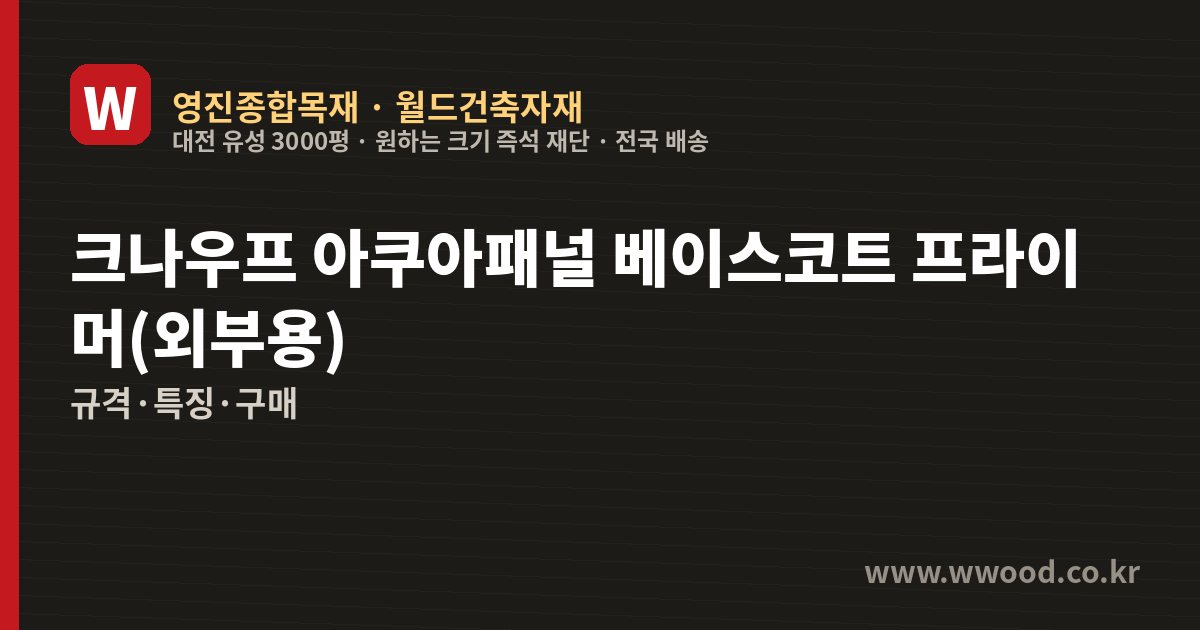 W
영진종합목재 · 월드건축자재
대전 유성 3000평 · 원하는 크기 즉석 재단 · 전국 배송
크나우프 아쿠아패널 베이스코트 프라이
머(외부용)
규격·특징·구매
www.wwood.co.kr